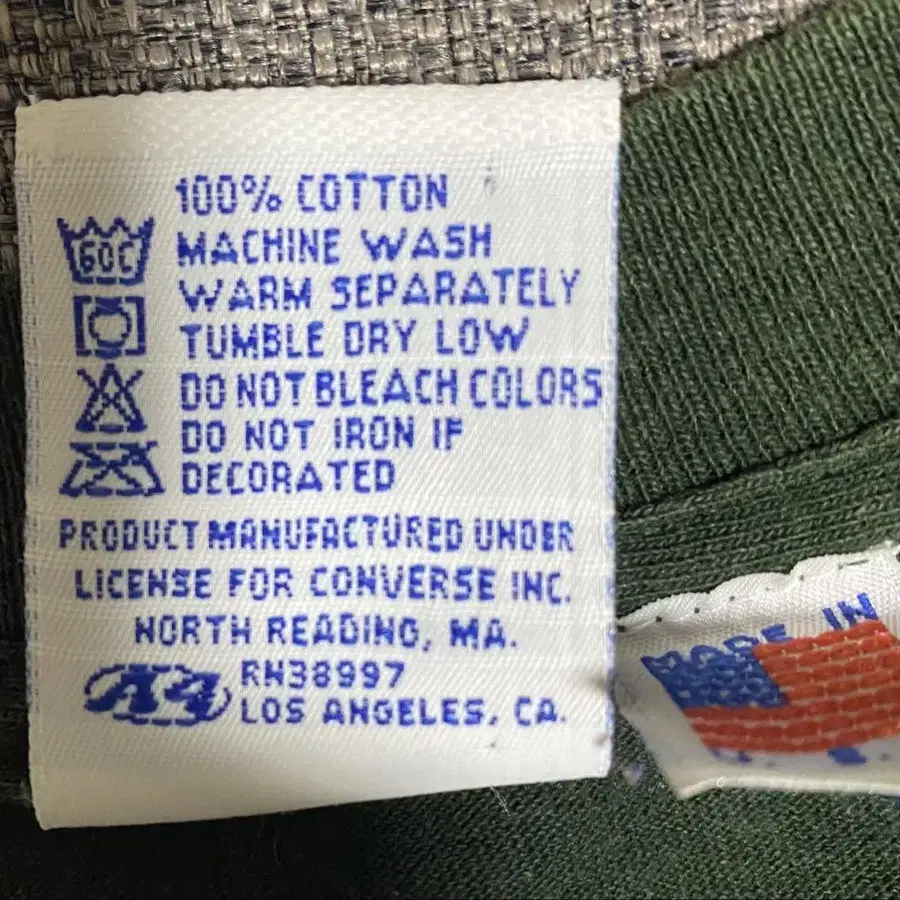 100% COTTON
60C MACHINE WASH
WARM SEPARATELY
TUMBLE DRY LOW
DO NOT BLEACH COLORS
DO NOT IRON IF
DECORATED
PRODUCT MANUFACTURED UNDER
LICENSE FOR CONVERSE INC.
NORTH READING, MA.
A4 RN38997
LOS ANGELES, CA.
MADE IN